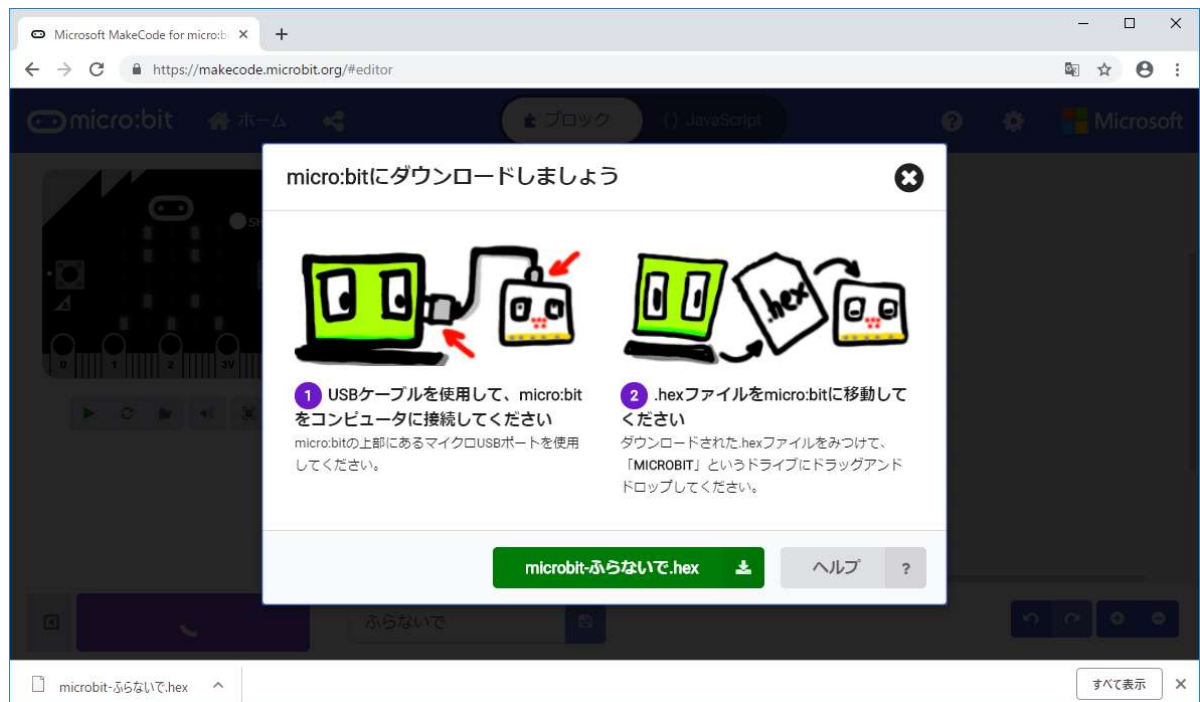 Microsoft MakeCode for micro:b
https://makecode.microbit.org/#editor
micro:bit ホーム ブロック {} JavaScript Microsoft
micro:bitにダウンロードしましょう
.hex
1 USBケーブルを使用して、micro:bit
をコンピュータに接続してください
micro:bitの上部にあるマイクロUSBポートを使用
してください。
2 .hexファイルをmicro:bitに移動して
ください
ダウンロードされた.hexファイルをみつけて、
「MICROBIT」というドライブにドラッグアンド
ドロップしてください。
0 1 2 3V
microbit-ふらないで.hex
ヘルプ ?
ふらないで
microbit-ふらないで.hex
すべて表示